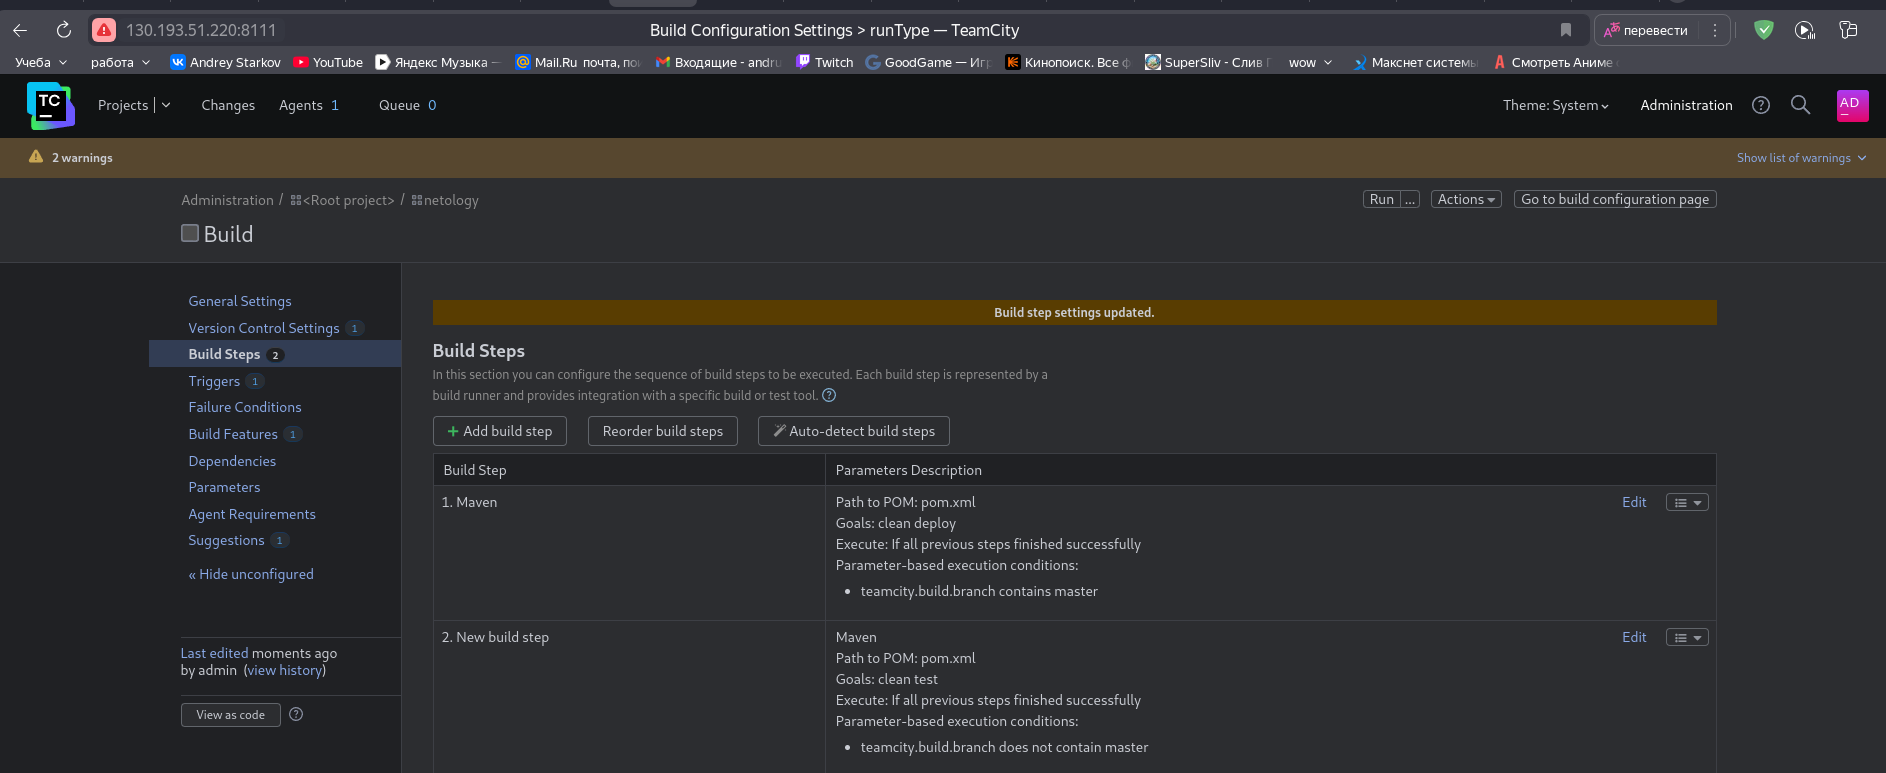 130.193.51.220:8111
Build Configuration Settings > runType — TeamCity
перевести
Учеба
работа
Andrey Starkov
YouTube
Яндекс Музыка —
Mail.Ru почта, по
Входящие - andru
Twitch
GoodGame — Иг
Кинопоиск. Все ф
SuperSliv - Слив
wow
Макснет системы
Смотреть Аниме
TC
Projects
Changes
Agents 1
Queue 0
Theme: System
Administration
AD
2 warnings
Show list of warnings
Administration / <Root project> / netology
Run ...
Actions
Go to build configuration page
Build
General Settings
Version Control Settings 1
Build Steps 2
Triggers 1
Failure Conditions
Build Features 1
Dependencies
Parameters
Agent Requirements
Suggestions 1
« Hide unconfigured
Last edited moments ago
by admin (view history)
View as code
Build step settings updated.
Build Steps
In this section you can configure the sequence of build steps to be executed. Each build step is represented by a
build runner and provides integration with a specific build or test tool.
+ Add build step
Reorder build steps
Auto-detect build steps
Build Step
Parameters Description
1. Maven
Path to POM: pom.xml
Goals: clean deploy
Execute: If all previous steps finished successfully
Parameter-based execution conditions:
• teamcity.build.branch contains master
Edit
2. New build step
Maven
Path to POM: pom.xml
Goals: clean test
Execute: If all previous steps finished successfully
Parameter-based execution conditions:
• teamcity.build.branch does not contain master
Edit